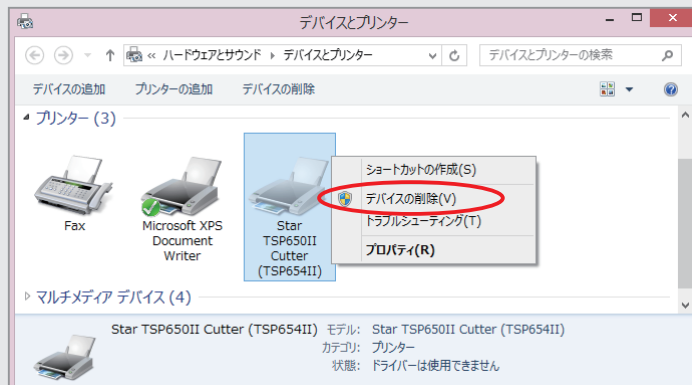 デバイスとプリンター
« ハードウェアとサウンド ▸ デバイスとプリンター
デバイスとプリンターの検索
デバイスの追加 プリンターの追加 デバイスの削除
プリンター (3)
Fax
Microsoft XPS
Document
Writer
Star
TSP650II
Cutter
(TSP654II)
ショートカットの作成(S)
デバイスの削除(V)
トラブルシューティング(T)
プロパティ(R)
マルチメディア デバイス (4)
Star TSP650II Cutter (TSP654II) モデル: Star TSP650II Cutter (TSP654II)
カテゴリ: プリンター
状態: ドライバーは使用できません